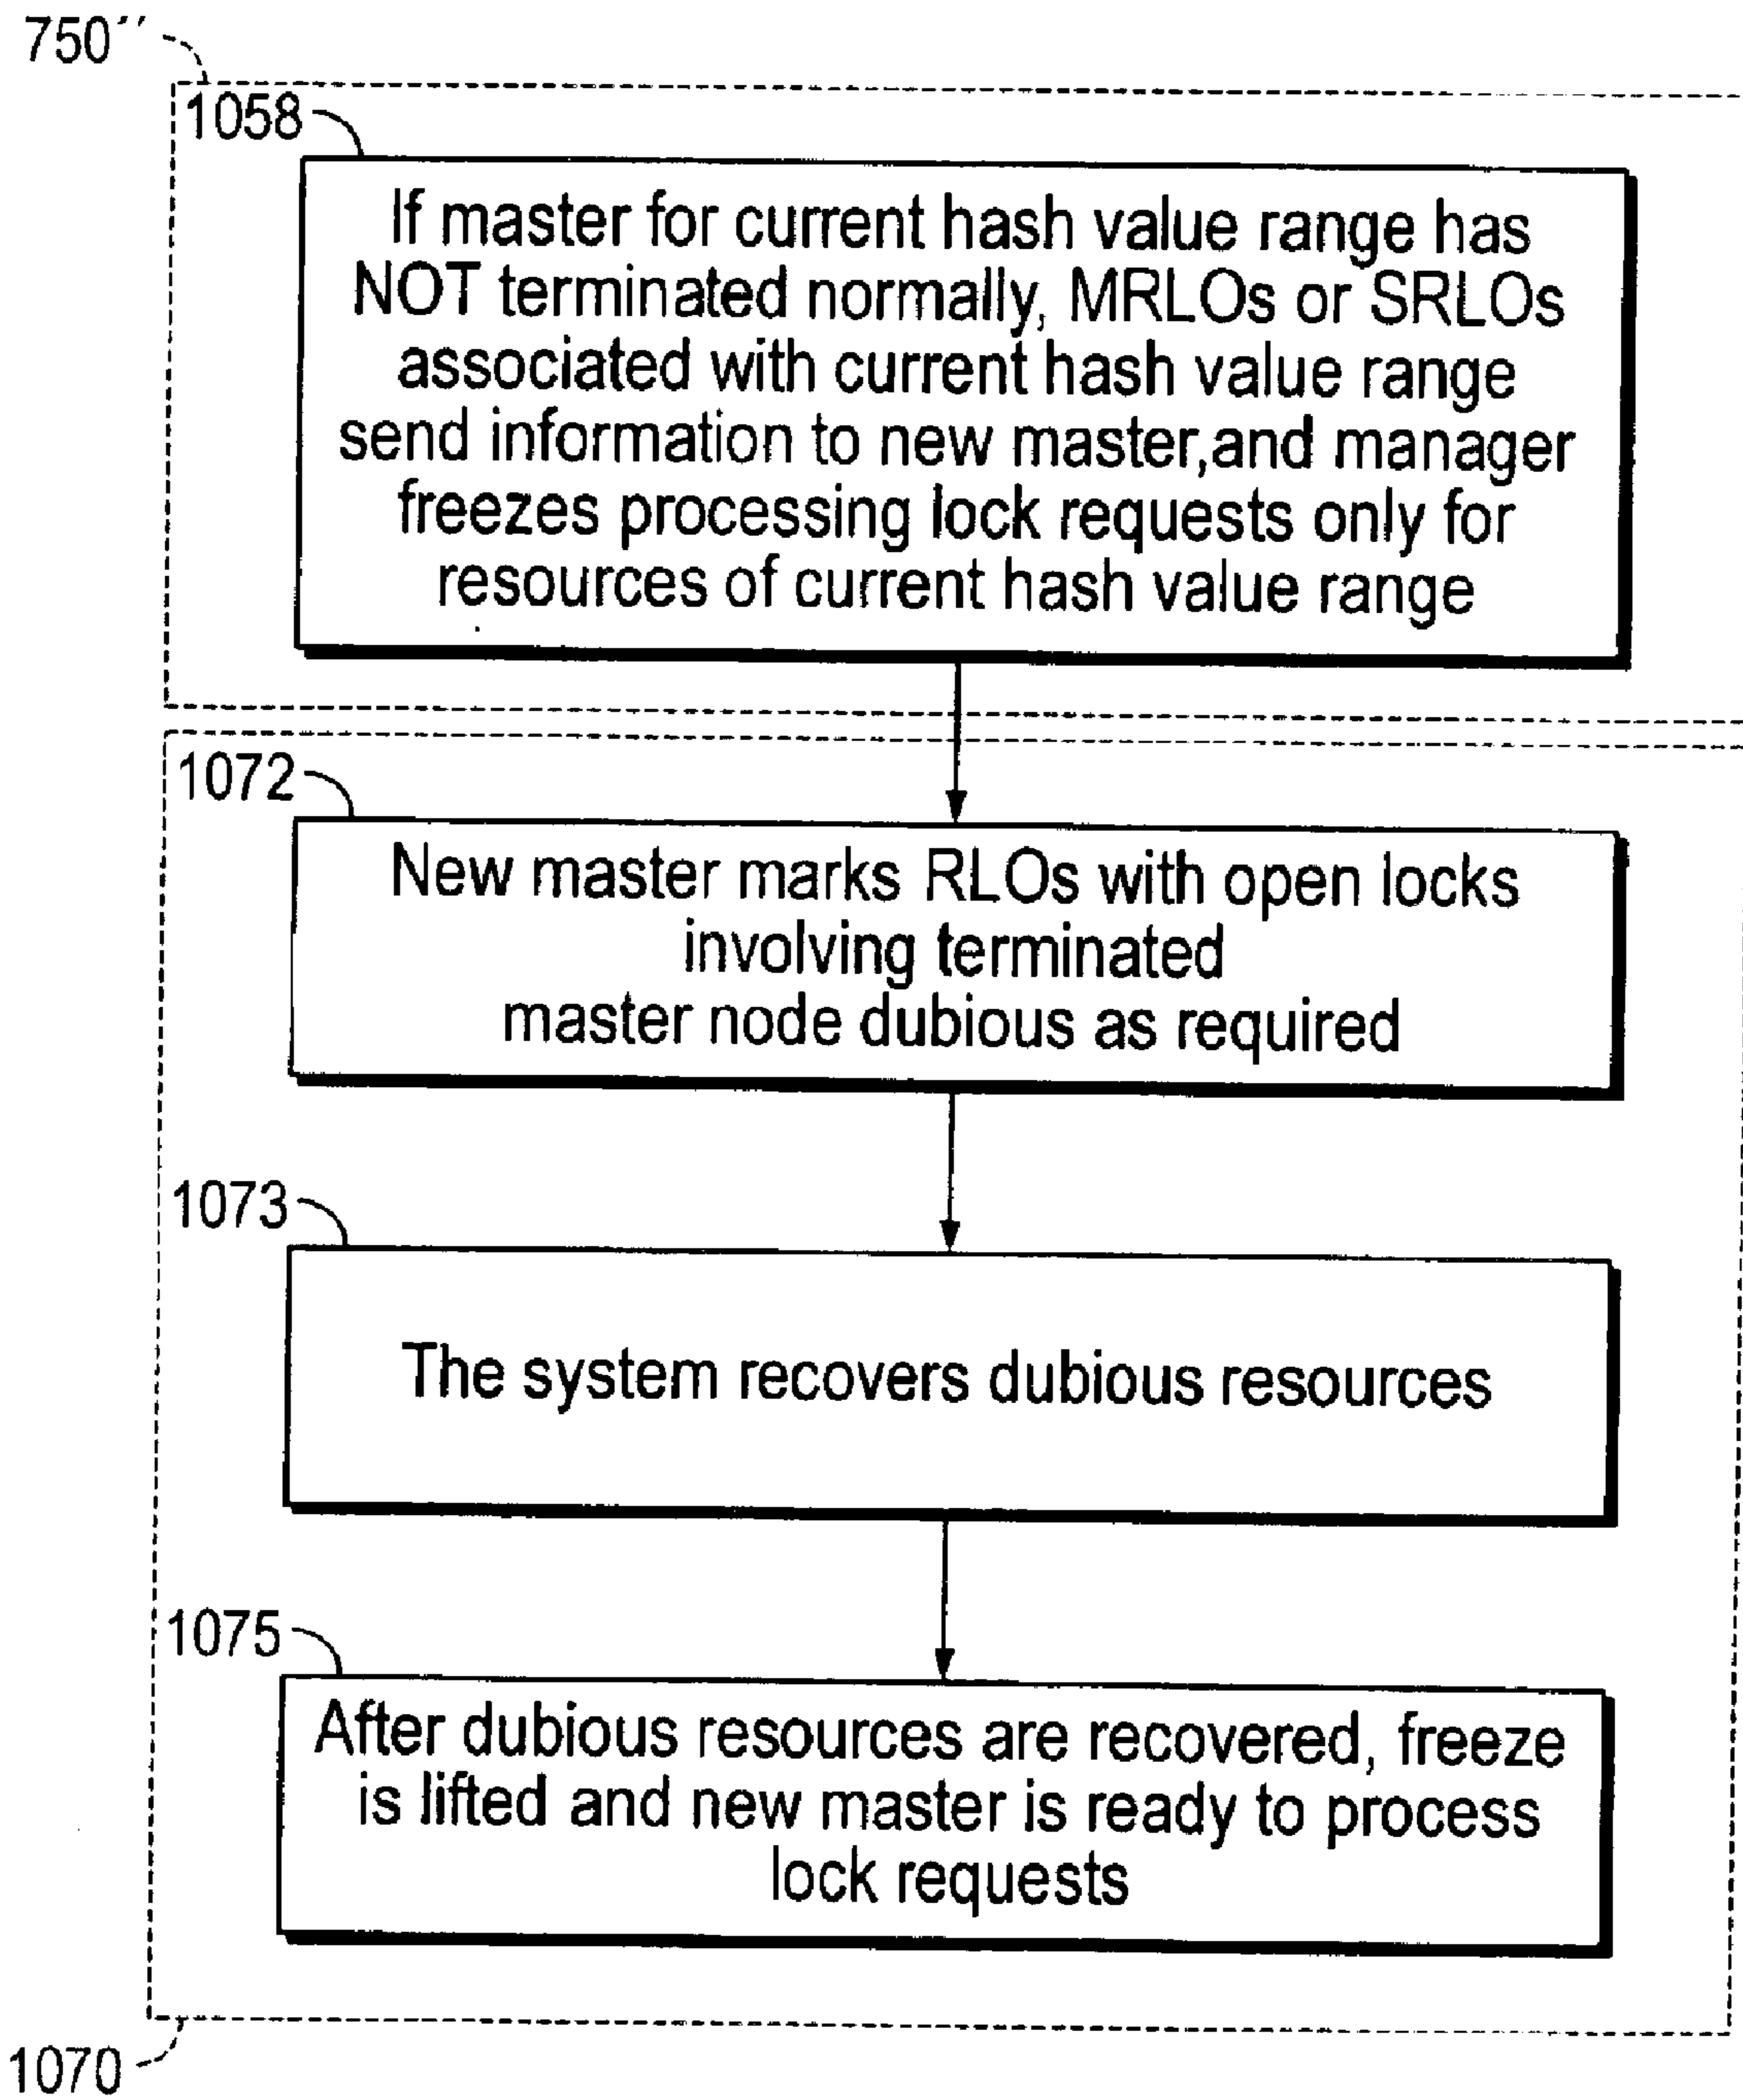 750´´
1058
If master for current hash value range has
NOT terminated normally, MRLOs or SRLOs
associated with current hash value range
send information to new master,and manager
freezes processing lock requests only for
resources of current hash value range
1072
New master marks RLOs with open locks
involving terminated
master node dubious as required
1073
The system recovers dubious resources
1075
After dubious resources are recovered, freeze
is lifted and new master is ready to process
lock requests
1070